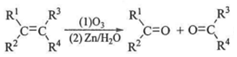 R¹ R³ R¹ R³
C=C (1)O₃ C=O + O=C
R² R⁴ (2)Zn/H₂O R² R⁴